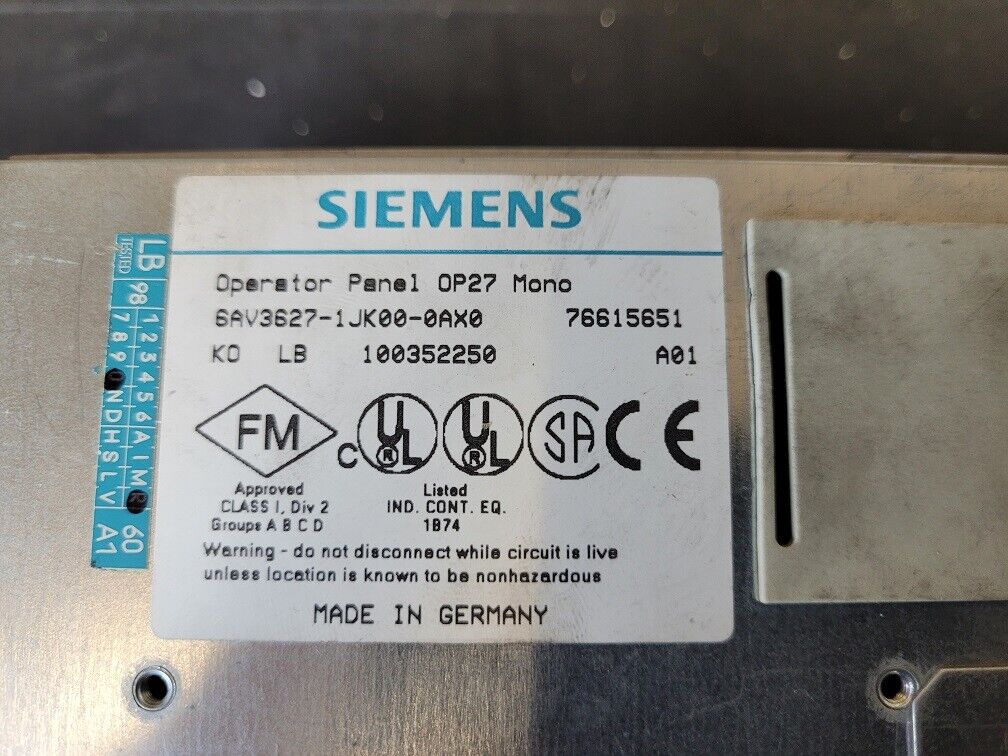 SIEMENS
Operator Panel OP27 Mono
6AV3627-1JK00-0AX0 76615651
KO LB 100352250 A01
FM
C UL R UL R SA CE
Approved Listed
CLASS I, Div 2 IND. CONT. EQ.
Groups A B C D 1B74
Warning - do not disconnect while circuit is live
unless location is known to be nonhazardous
MADE IN GERMANY
LB 98 1 2 3 4 5 6 A I M R 60
TESTED 7 8 9 N D H S L V A1